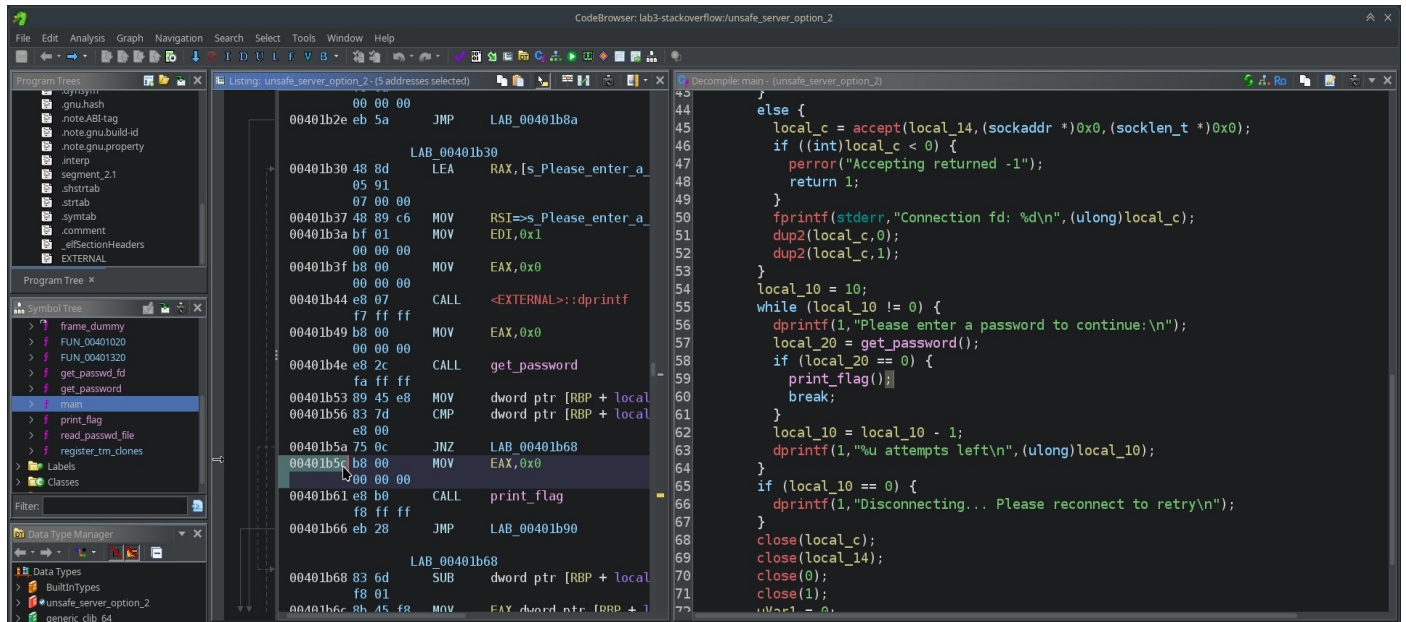 CodeBrowser: lab3-stackoverflow:/unsafe_server_option_2
File Edit Analysis Graph Navigation Search Select Tools Window Help
I D U L F V B
Program Trees
.gnu.hash
.note.ABI-tag
.note.gnu.build-id
.note.gnu.property
.interp
segment_2.1
.shstrtab
.strtab
.symtab
.comment
_elfSectionHeaders
EXTERNAL
Program Tree ×
Symbol Tree
frame_dummy
FUN_00401020
FUN_00401320
get_passwd_fd
get_password
main
print_flag
read_passwd_file
register_tm_clones
Labels
Classes
Filter:
Data Type Manager
Data Types
BuiltInTypes
unsafe_server_option_2
generic_clib_64
Listing: unsafe_server_option_2 - (5 addresses selected)
00 00 00
00401b2e eb 5a JMP LAB_00401b8a
LAB_00401b30
00401b30 48 8d LEA RAX,[s_Please_enter_a_
05 91
07 00 00
00401b37 48 89 c6 MOV RSI=>s_Please_enter_a_
00401b3a bf 01 MOV EDI,0x1
00 00 00
00401b3f b8 00 MOV EAX,0x0
00 00 00
00401b44 e8 07 CALL <EXTERNAL>::dprintf
f7 ff ff
00401b49 b8 00 MOV EAX,0x0
00 00 00
00401b4e e8 2c CALL get_password
fa ff ff
00401b53 89 45 e8 MOV dword ptr [RBP + local
00401b56 83 7d CMP dword ptr [RBP + local
e8 00
00401b5a 75 0c JNZ LAB_00401b68
00401b5c b8 00 MOV EAX,0x0
00 00 00
00401b61 e8 b0 CALL print_flag
f8 ff ff
00401b66 eb 28 JMP LAB_00401b90
LAB_00401b68
00401b68 83 6d SUB dword ptr [RBP + local
f8 01
00401b6c 8b 45 f8 MOV EAX,dword ptr [RBP + l
Decompile: main - (unsafe_server_option_2)
43 }
44 else {
45 local_c = accept(local_14,(sockaddr *)0x0,(socklen_t *)0x0);
46 if ((int)local_c < 0) {
47 perror("Accepting returned -1");
48 return 1;
49 }
50 fprintf(stderr,"Connection fd: %d\n",(ulong)local_c);
51 dup2(local_c,0);
52 dup2(local_c,1);
53 }
54 local_10 = 10;
55 while (local_10 != 0) {
56 dprintf(1,"Please enter a password to continue:\n");
57 local_20 = get_password();
58 if (local_20 == 0) {
59 print_flag();
60 break;
61 }
62 local_10 = local_10 - 1;
63 dprintf(1,"%u attempts left\n",(ulong)local_10);
64 }
65 if (local_10 == 0) {
66 dprintf(1,"Disconnecting... Please reconnect to retry\n");
67 }
68 close(local_c);
69 close(local_14);
70 close(0);
71 close(1);
72 uVar1 = 0;